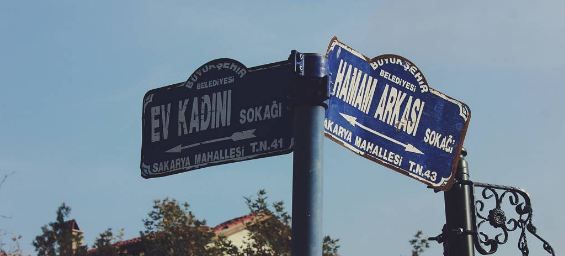 BÜYÜKŞEHİR
BELEDİYESİ
EV KADINI SOKAĞI
SAKARYA MAHALLESİ T.N.41
BÜYÜKŞEHİR
BELEDİYESİ
HAMAM ARKASI SOKAĞI
SAKARYA MAHALLESİ T.N.43